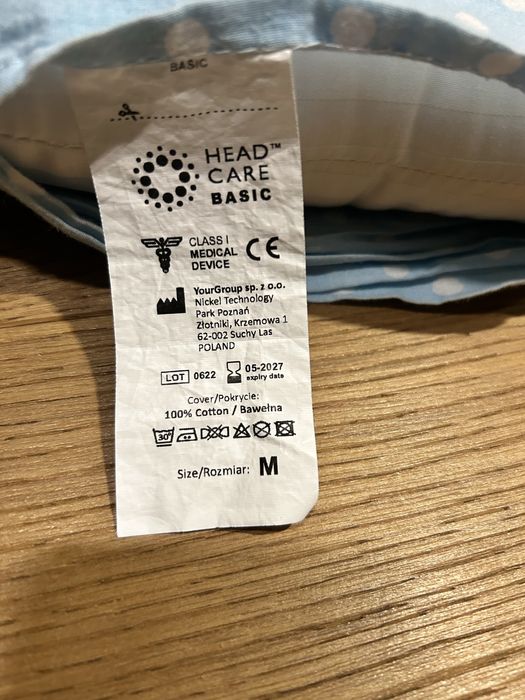 BASIC
HEAD™
CARE
BASIC
CLASS I
MEDICAL
DEVICE
CE
YourGroup sp. z o.o.
Nickel Technology
Park Poznań
Złotniki, Krzemowa 1
62-002 Suchy Las
POLAND
LOT 0622
05-2027
expiry date
Cover/Pokrycie:
100% Cotton / Bawełna
30°
Size/Rozmiar: M